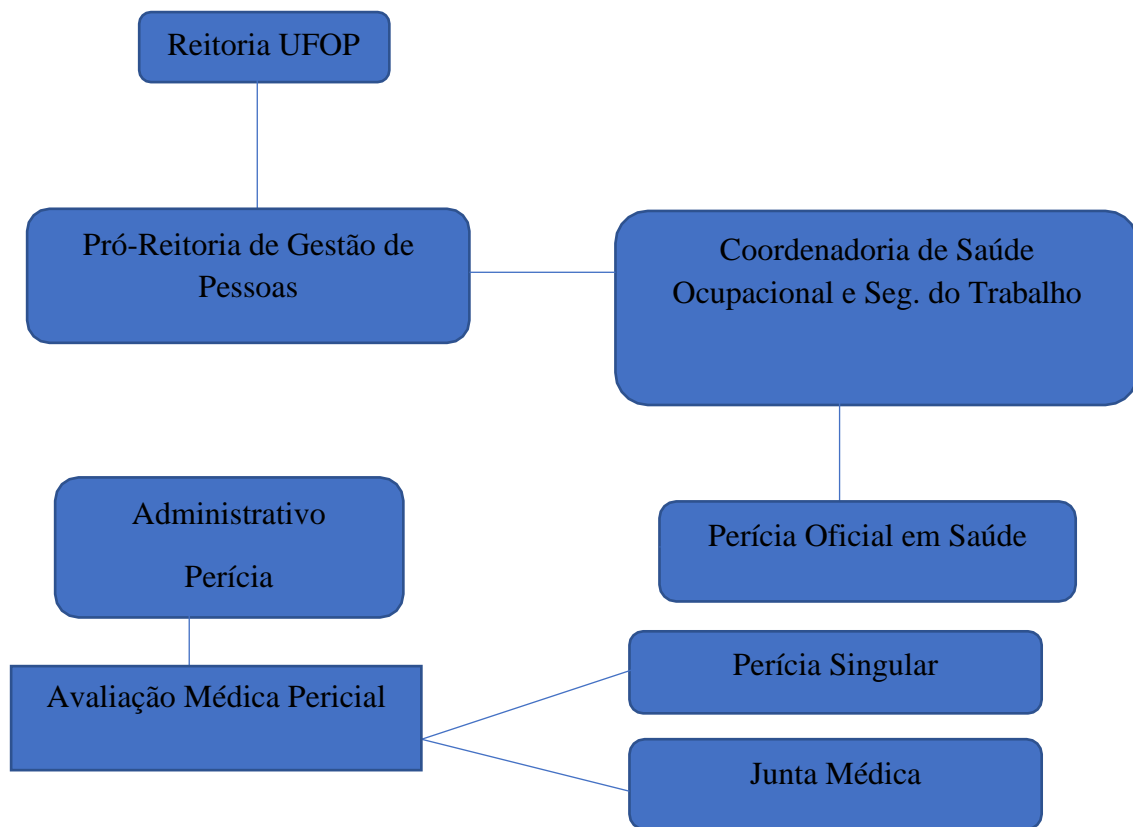 Reitoria UFOP
Pró-Reitoria de Gestão de
Pessoas
Coordenadoria de Saúde
Ocupacional e Seg. do Trabalho
Administrativo
Perícia
Perícia Oficial em Saúde
Avaliação Médica Pericial
Perícia Singular
Junta Médica